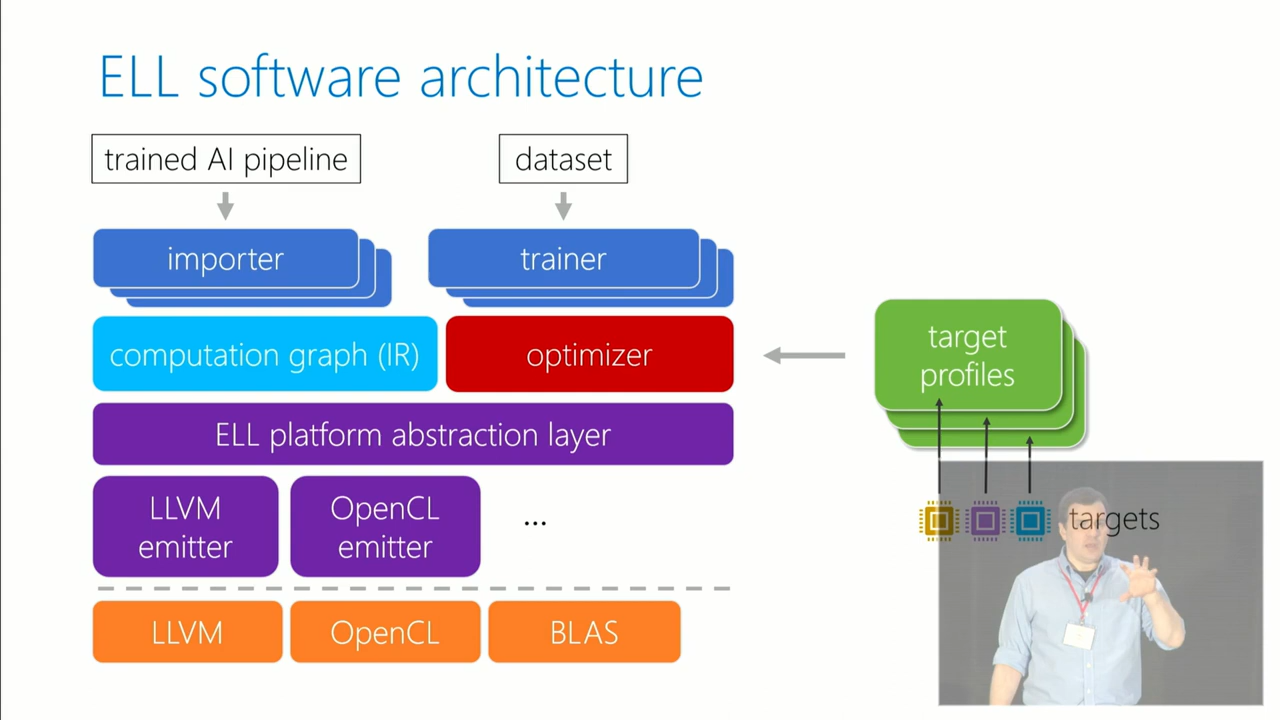 ELL software architecture
trained AI pipeline
dataset
importer
trainer
computation graph (IR)
optimizer
target
profiles
ELL platform abstraction layer
LLVM
emitter
OpenCL
emitter
...
targets
LLVM
OpenCL
BLAS